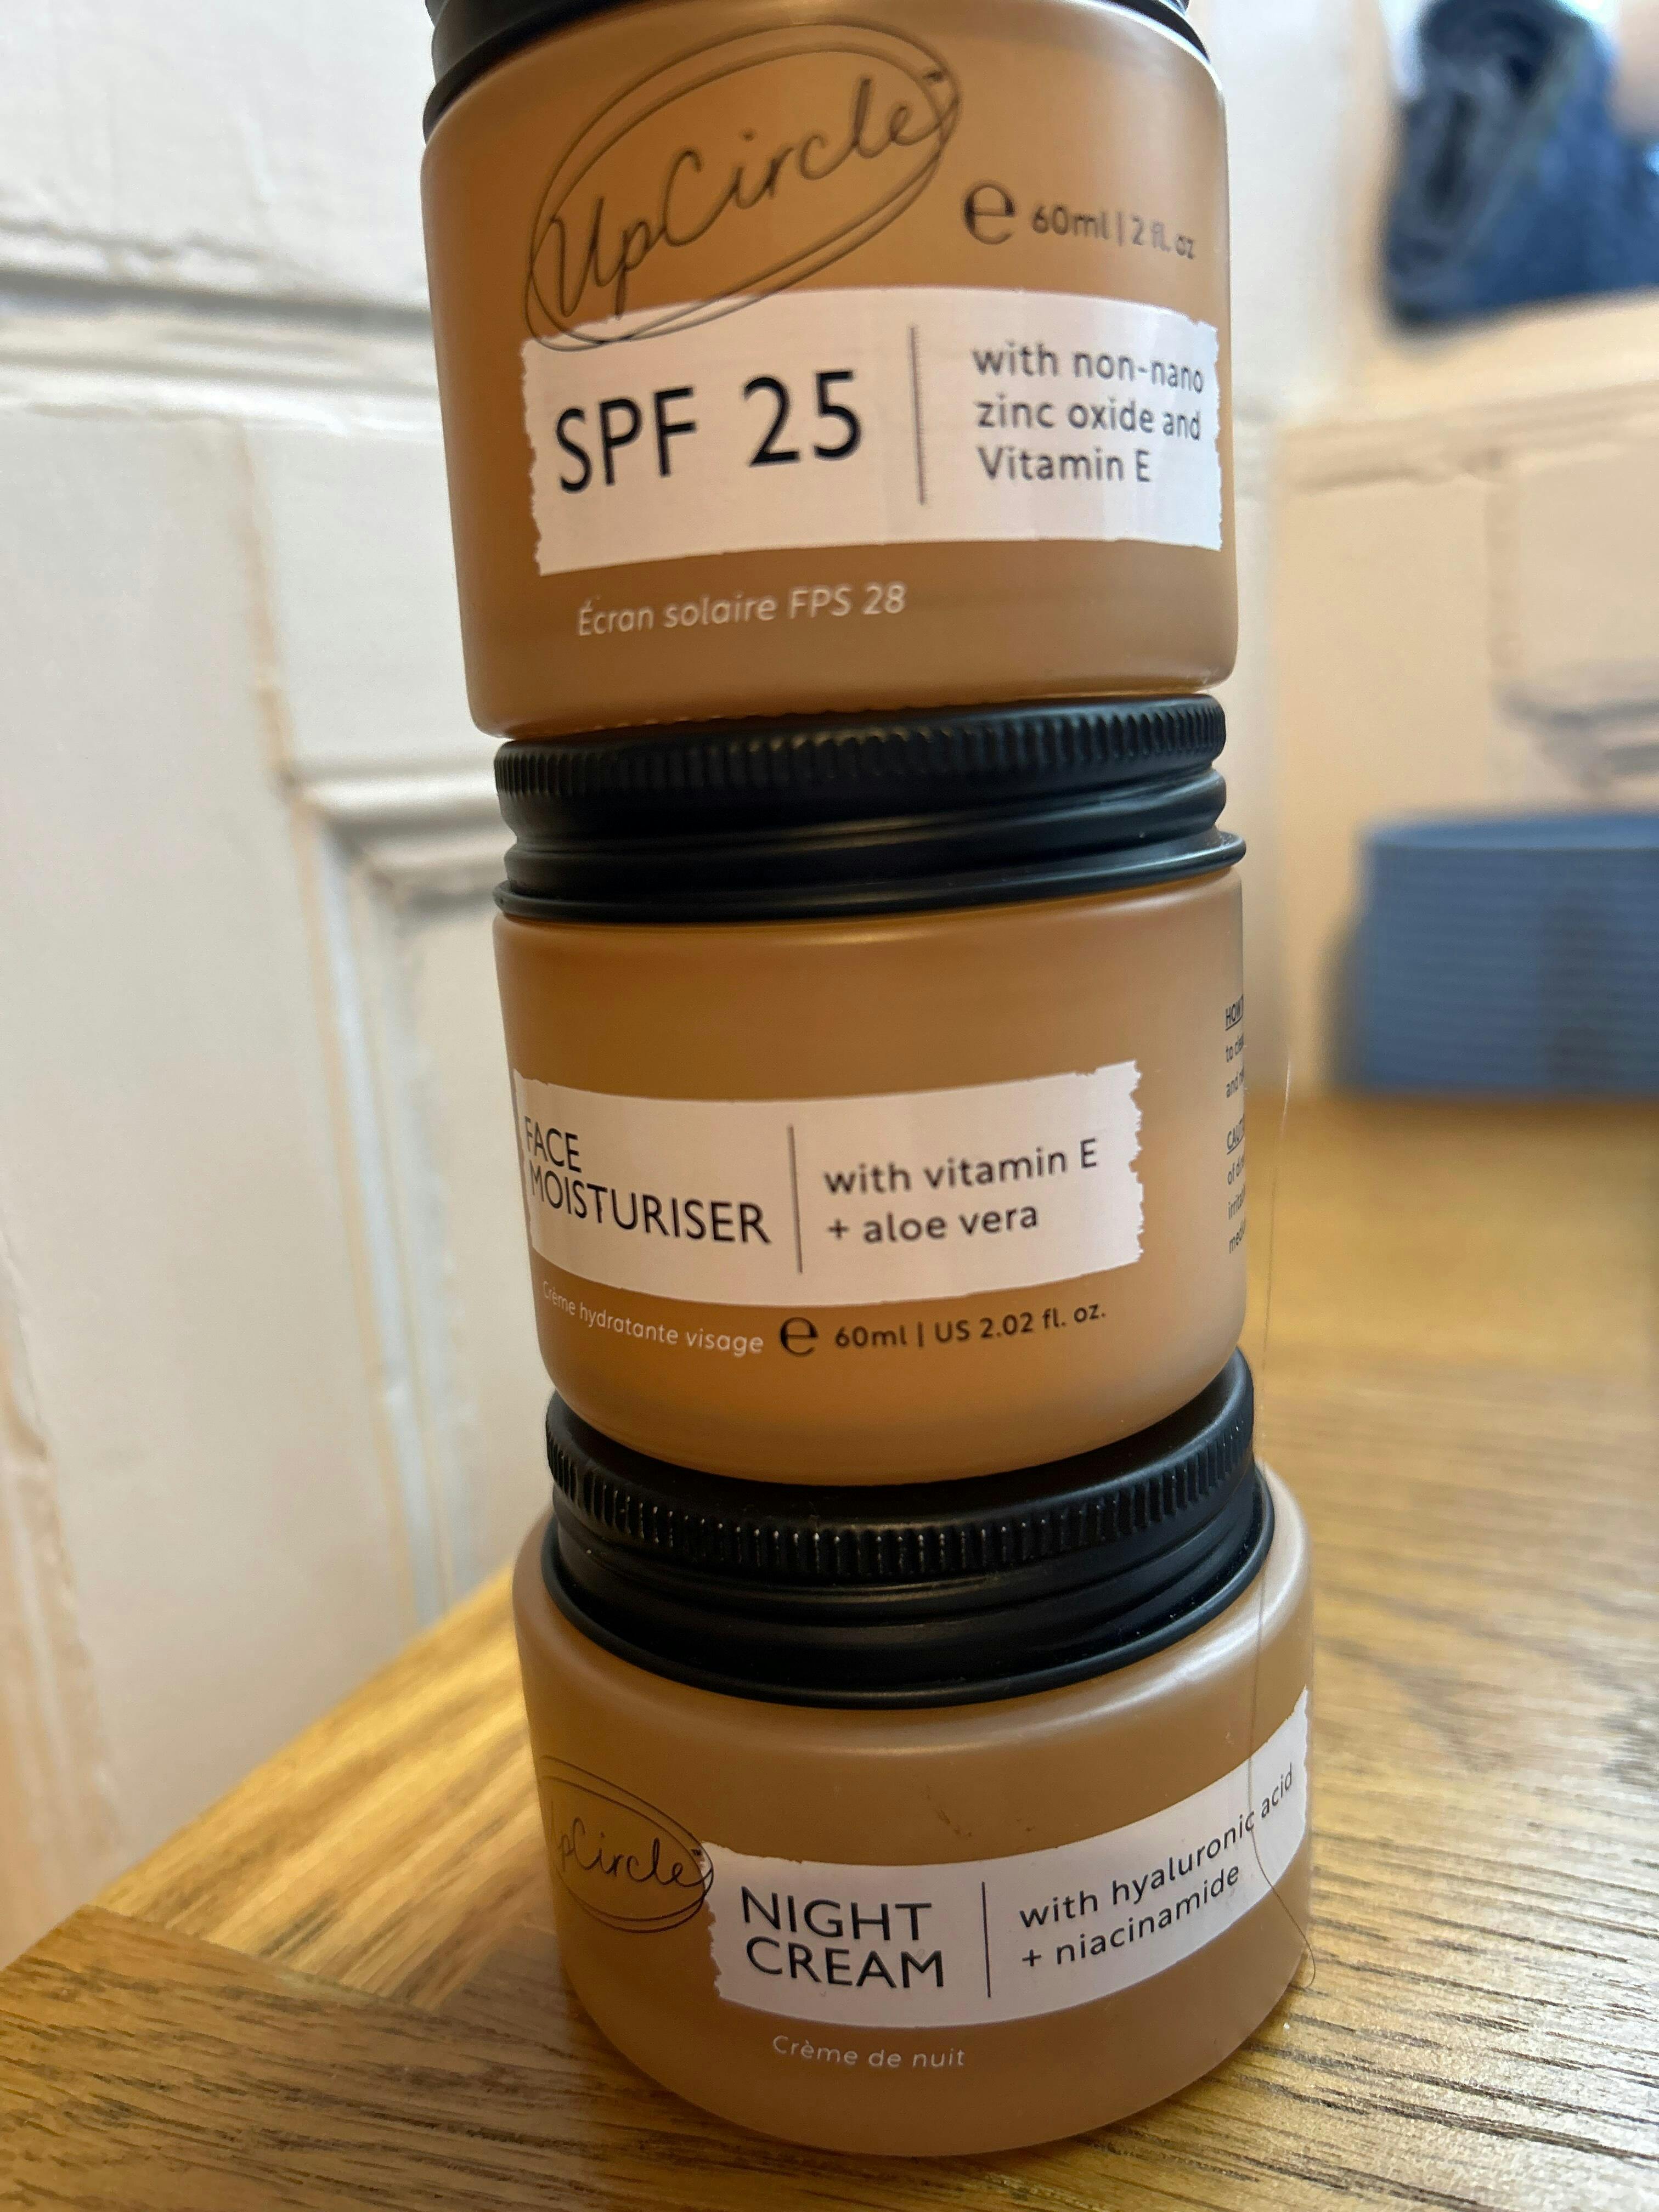 UpCircle
e 60ml | 2 fl. oz
SPF 25
with non-nano
zinc oxide and
Vitamin E
Écran solaire FPS 28
FACE
MOISTURISER
with vitamin E
+ aloe vera
Crème hydratante visage
e 60ml | US 2.02 fl. oz.
UpCircle
NIGHT
CREAM
with hyaluronic acid
+ niacinamide
Crème de nuit